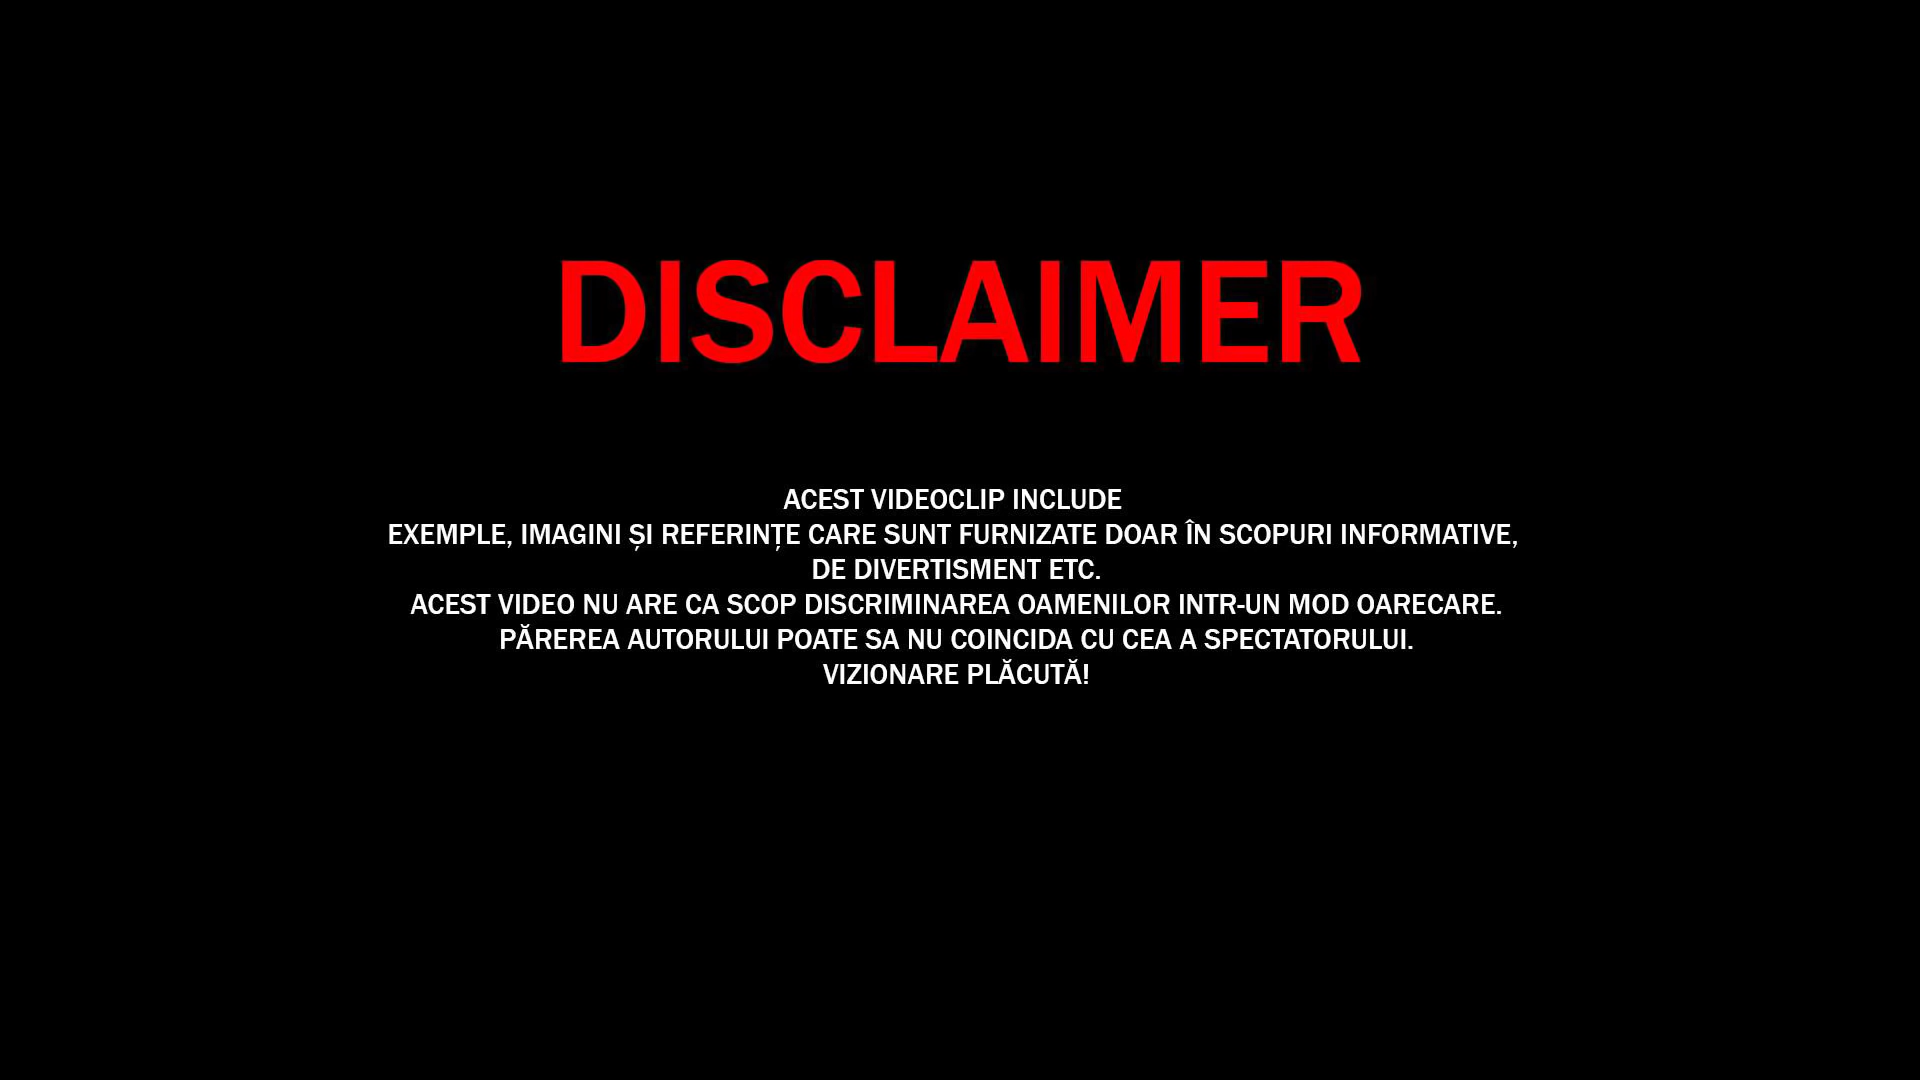 DISCLAIMER
ACEST VIDEOCLIP INCLUDE
EXEMPLE, IMAGINI ȘI REFERINȚE CARE SUNT FURNIZATE DOAR ÎN SCOPURI INFORMATIVE,
DE DIVERTISMENT ETC.
ACEST VIDEO NU ARE CA SCOP DISCRIMINAREA OAMENILOR INTR-UN MOD OARECARE.
PĂREREA AUTORULUI POATE SA NU COINCIDA CU CEA A SPECTATORULUI.
VIZIONARE PLĂCUTĂ!